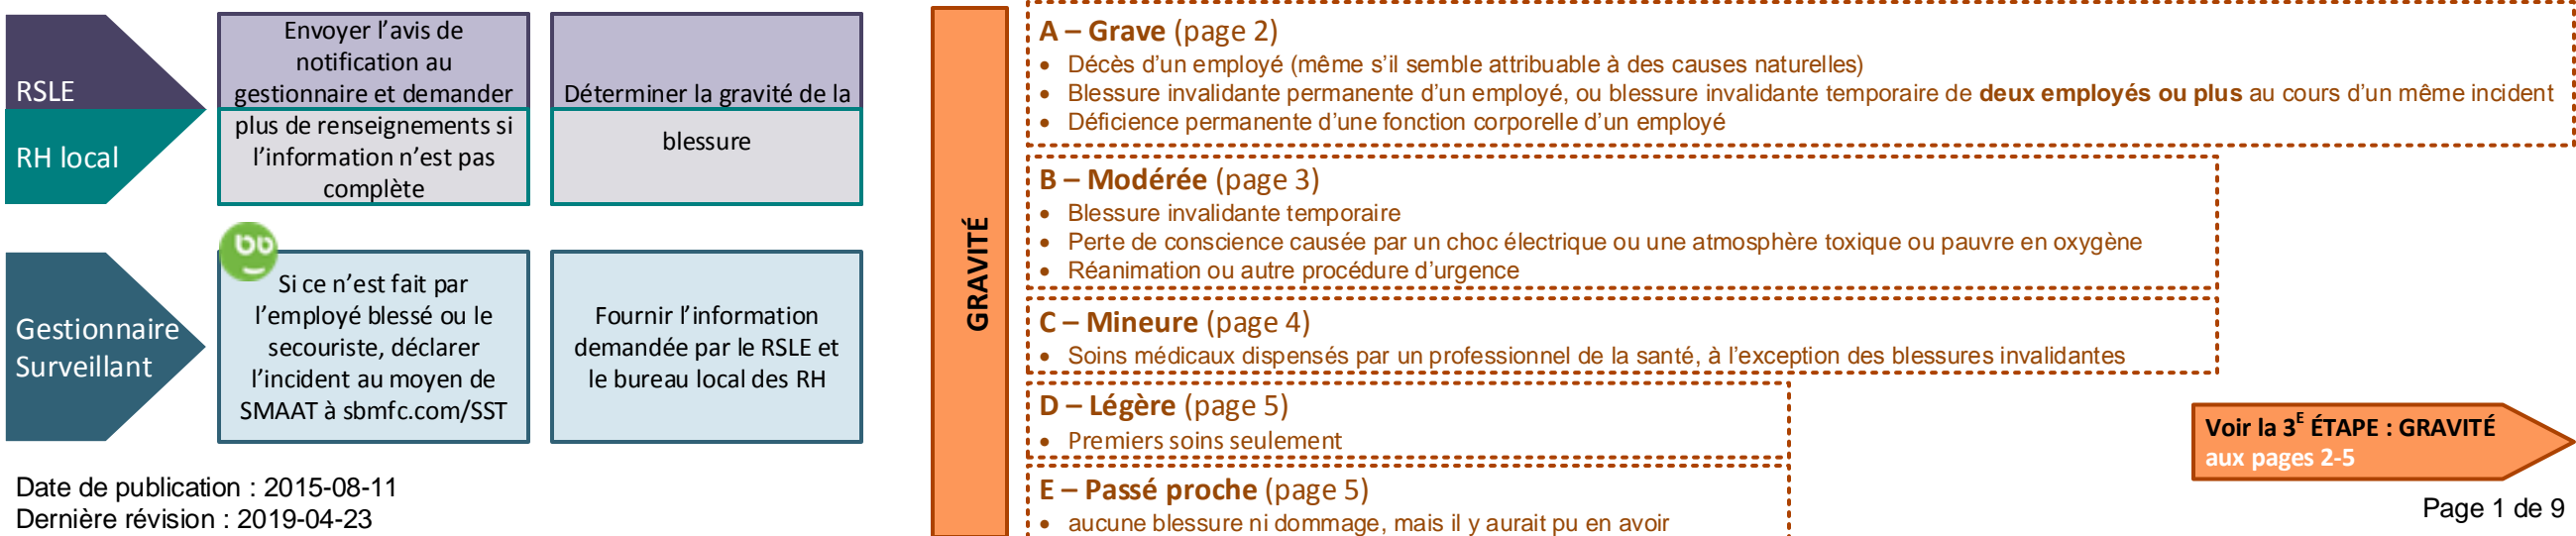 RSLE
RH local
Envoyer l’avis de
notification au
gestionnaire et demander
plus de renseignements si
l’information n’est pas
complète
Déterminer la gravité de la
blessure
Gestionnaire
Surveillant
Si ce n’est fait par
l’employé blessé ou le
secouriste, déclarer
l’incident au moyen de
SMAAT à sbmfc.com/SST
Fournir l’information
demandée par le RSLE et
le bureau local des RH
Date de publication : 2015-08-11
Dernière révision : 2019-04-23
GRAVITÉ
A – Grave (page 2)
• Décès d’un employé (même s’il semble attribuable à des causes naturelles)
• Blessure invalidante permanente d’un employé, ou blessure invalidante temporaire de deux employés ou plus au cours d’un même incident
• Déficience permanente d’une fonction corporelle d’un employé
B – Modérée (page 3)
• Blessure invalidante temporaire
• Perte de conscience causée par un choc électrique ou une atmosphère toxique ou pauvre en oxygène
• Réanimation ou autre procédure d’urgence
C – Mineure (page 4)
• Soins médicaux dispensés par un professionnel de la santé, à l’exception des blessures invalidantes
D – Légère (page 5)
• Premiers soins seulement
E – Passé proche (page 5)
• aucune blessure ni dommage, mais il y aurait pu en avoir
Voir la 3E ÉTAPE : GRAVITÉ
aux pages 2-5
Page 1 de 9